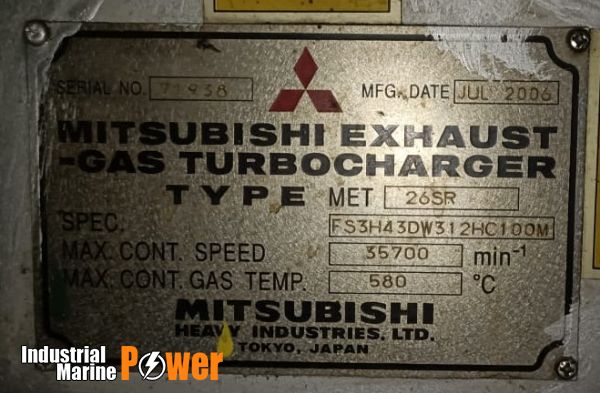 SERIAL NO. 71938 MFG. DATE JUL 2006
MITSUBISHI EXHAUST
-GAS TURBOCHARGER
TYPE MET 26SR
SPEC. FS3H43DW312HC100M
MAX. CONT. SPEED 35700 min-1
MAX. CONT. GAS TEMP. 580 °C
MITSUBISHI
HEAVY INDUSTRIES, LTD.
TOKYO, JAPAN
Industrial
Marine Power